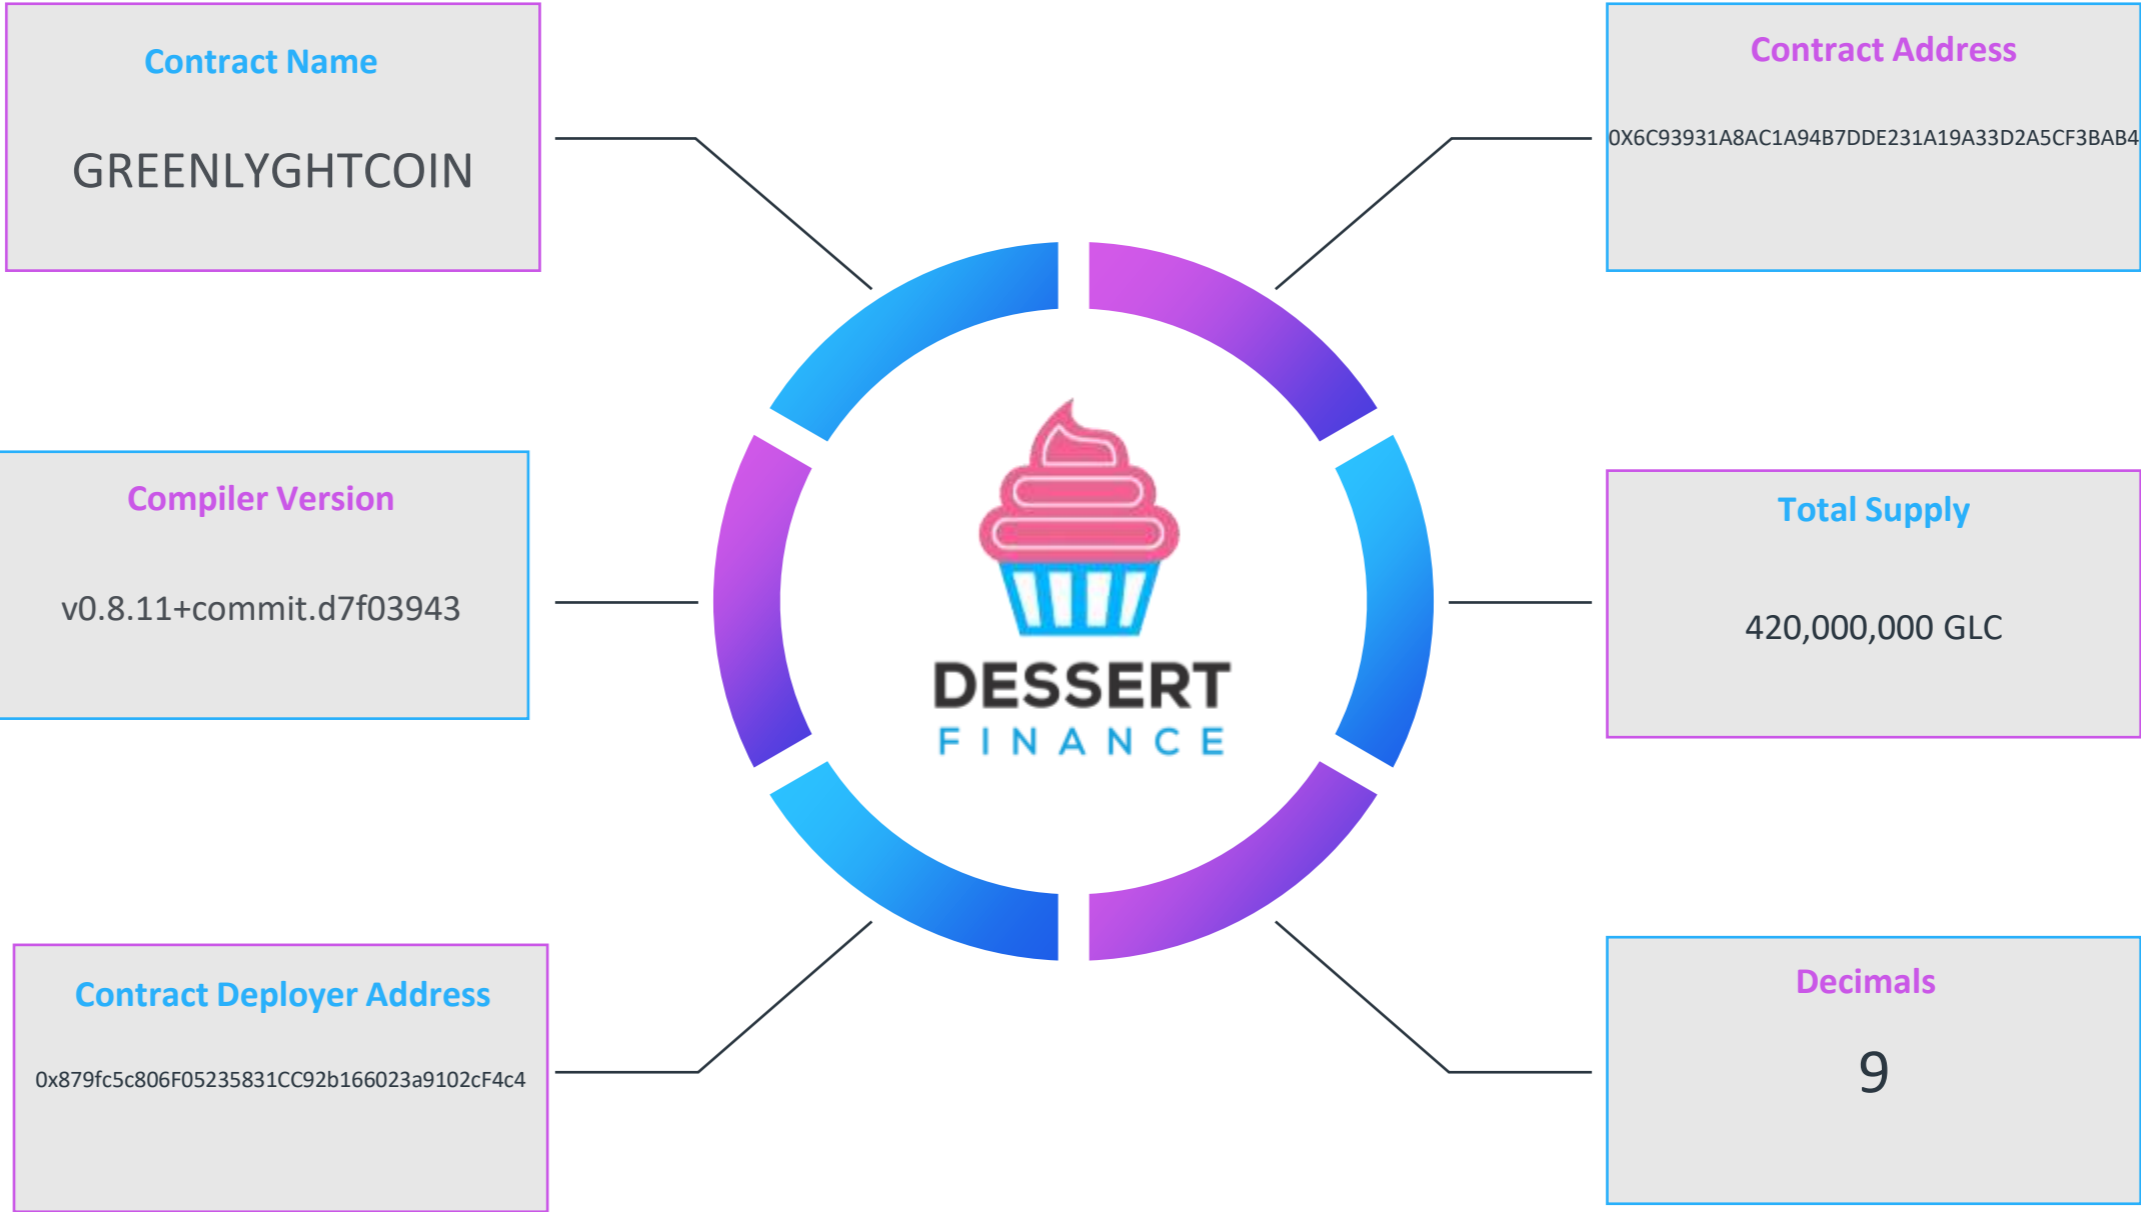 Contract Name
GREENLYGHTCOIN
Contract Address
0X6C93931A8AC1A94B7DDE231A19A33D2A5CF3BAB4
Compiler Version
v0.8.11+commit.d7f03943
DESSERT
FINANCE
Total Supply
420,000,000 GLC
Contract Deployer Address
0x879fc5c806F05235831CC92b166023a9102cF4c4
Decimals
9